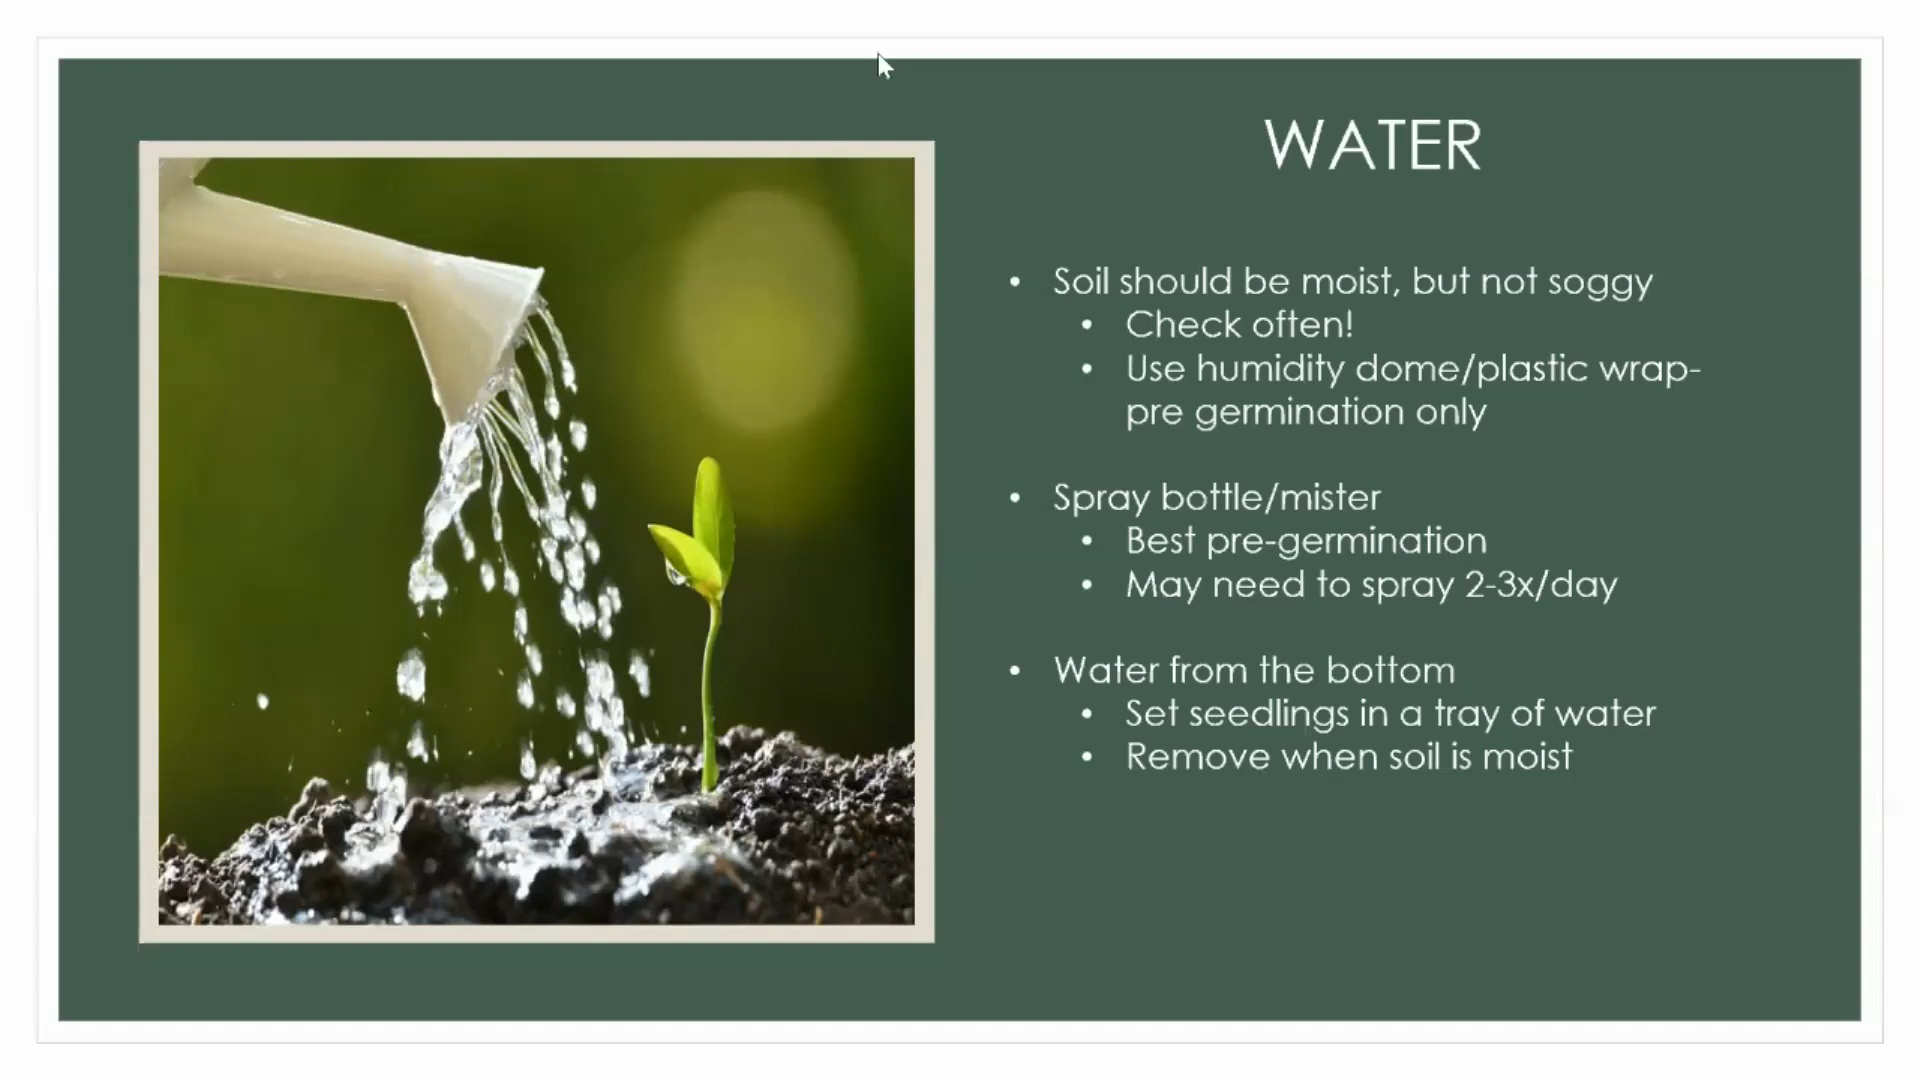 WATER
• Soil should be moist, but not soggy
• Check often!
• Use humidity dome/plastic wrap-
pre germination only
• Spray bottle/mister
• Best pre-germination
• May need to spray 2-3x/day
• Water from the bottom
• Set seedlings in a tray of water
• Remove when soil is moist